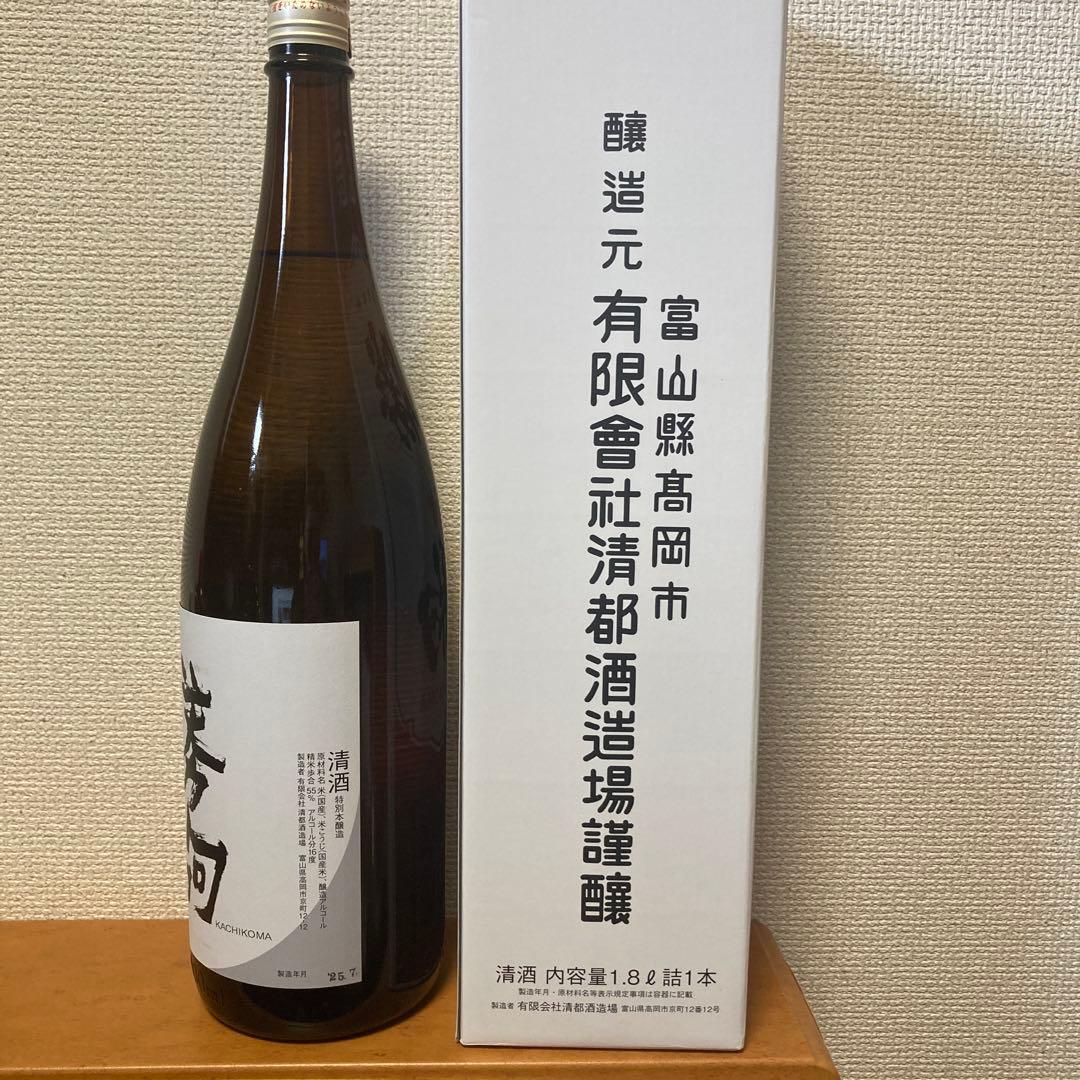 醸造元
富山縣髙岡市
有限會社清都酒造場謹釀
清酒 内容量1.8ℓ詰1本
製造年月・原材料名等表示規定事項は容器に記載
製造者 有限会社清都酒造場 富山県高岡市京町12番12号
勝駒
KACHIKOMA
清酒 特別本醸造
原材料名 米(国産)、米こうじ(国産米)、醸造アルコール
精米歩合 55% アルコール分16度
製造者 有限会社 清都酒造場 富山県高岡市京町12-12
製造年月 '25.7.